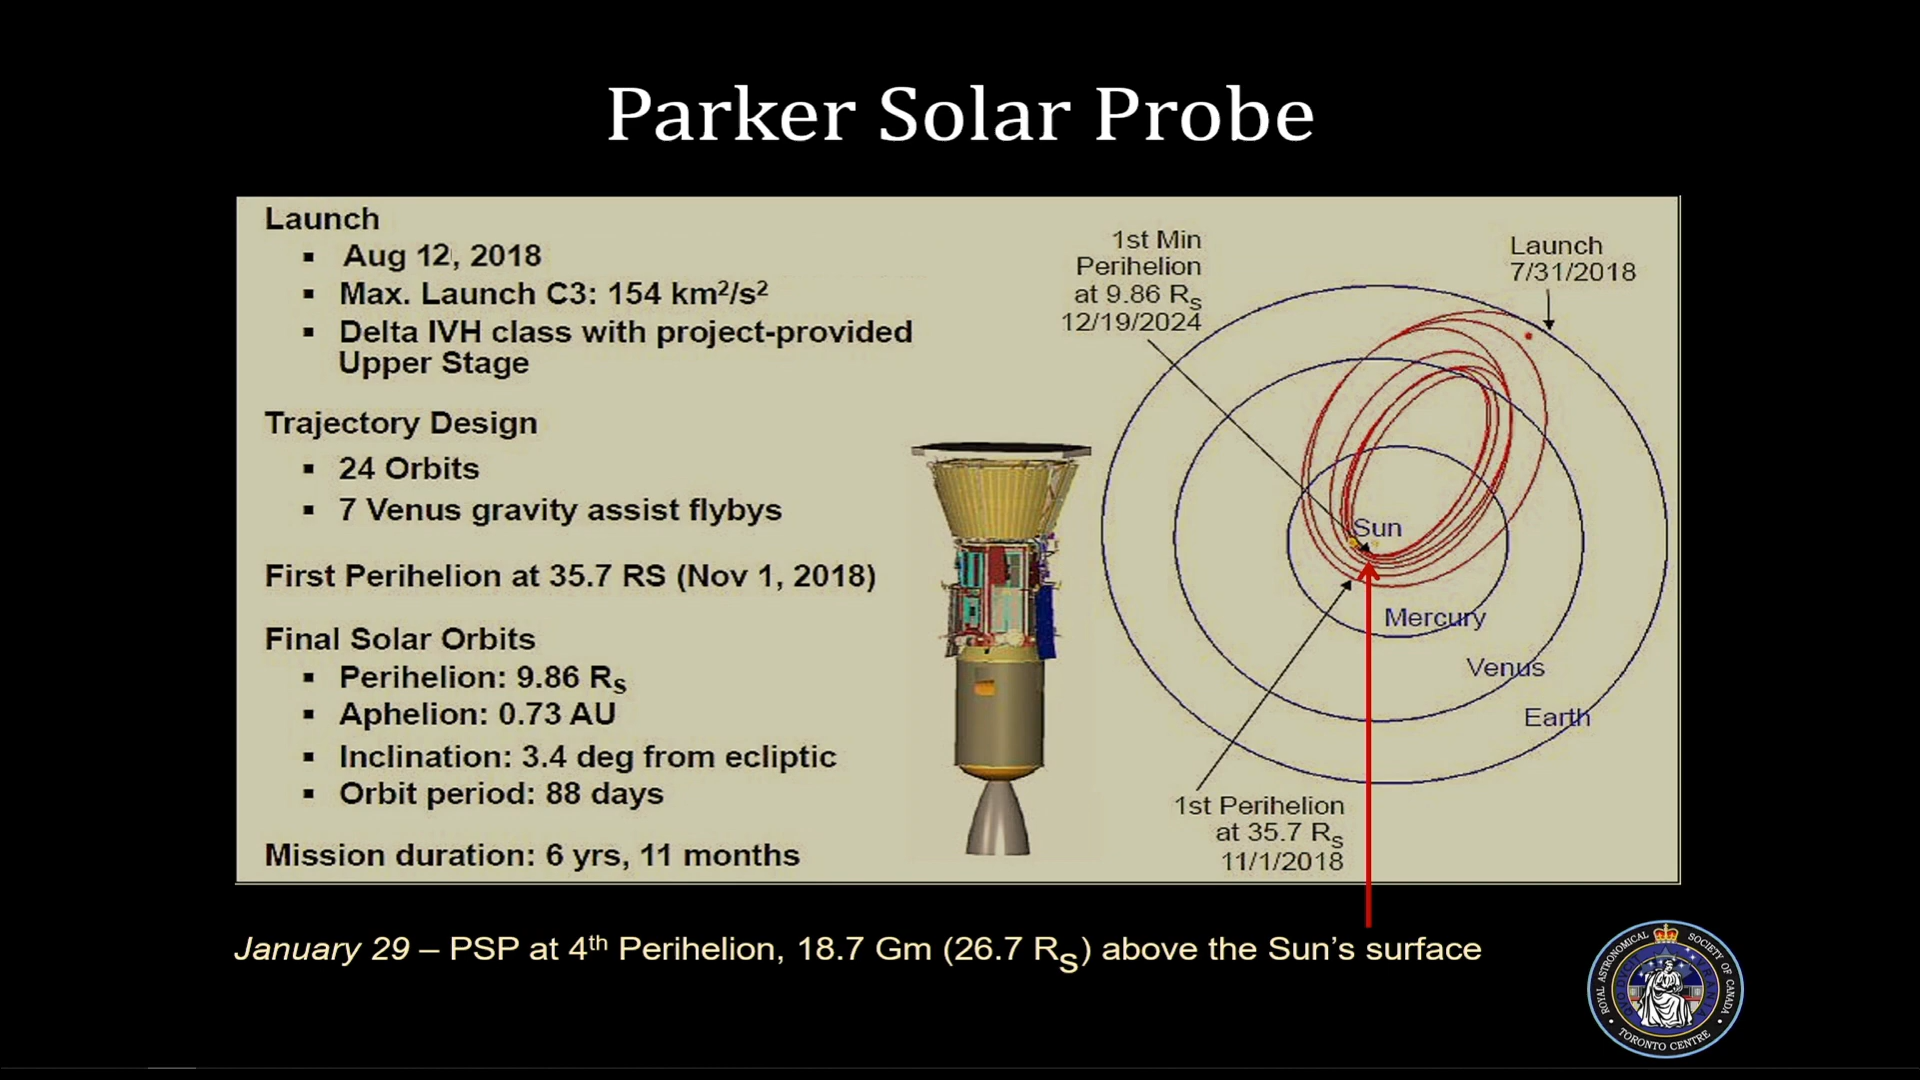 Parker Solar Probe
Launch
▪ Aug 12, 2018
▪ Max. Launch C3: 154 km²/s²
▪ Delta IVH class with project-provided
Upper Stage
Trajectory Design
▪ 24 Orbits
▪ 7 Venus gravity assist flybys
First Perihelion at 35.7 RS (Nov 1, 2018)
Final Solar Orbits
▪ Perihelion: 9.86 Rs
▪ Aphelion: 0.73 AU
▪ Inclination: 3.4 deg from ecliptic
▪ Orbit period: 88 days
Mission duration: 6 yrs, 11 months
1st Min
Perihelion
at 9.86 Rs
12/19/2024
Launch
7/31/2018
Sun
Mercury
Venus
Earth
1st Perihelion
at 35.7 Rs
11/1/2018
January 29 – PSP at 4th Perihelion, 18.7 Gm (26.7 Rs) above the Sun's surface
ROYAL ASTRONOMICAL SOCIETY OF CANADA
• TORONTO CENTRE •